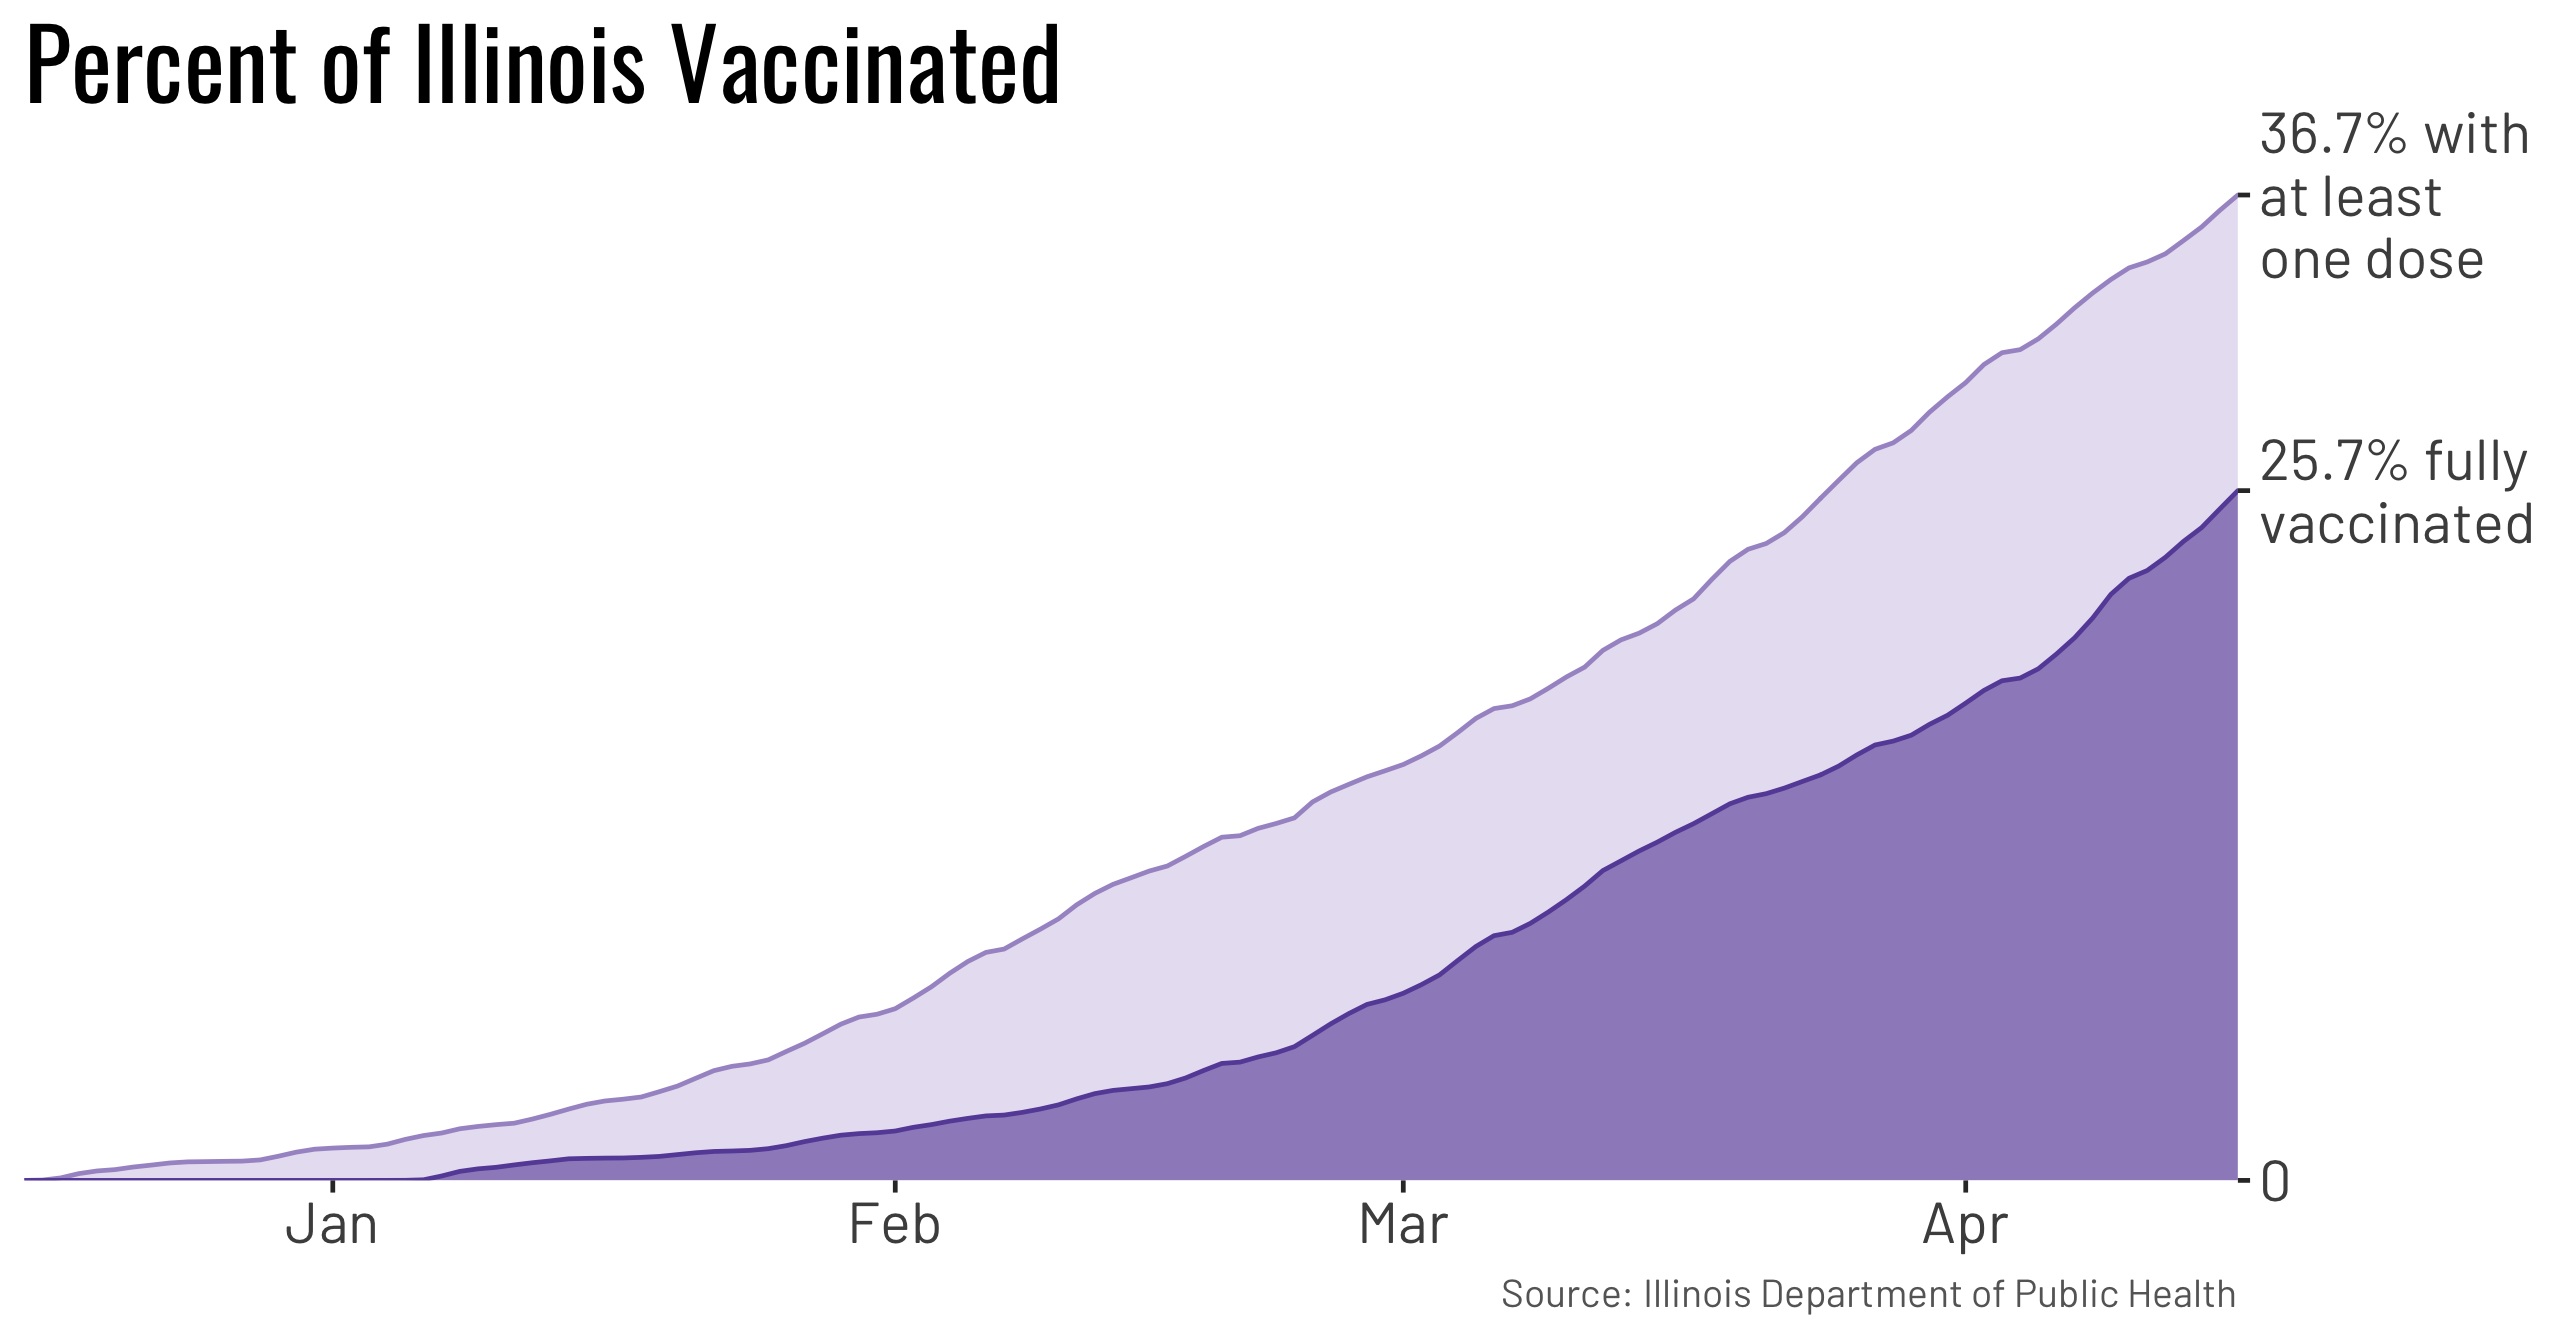 Percent of Illinois Vaccinated
36.7% with
at least
one dose
25.7% fully
vaccinated
0
Jan Feb Mar Apr
Source: Illinois Department of Public Health